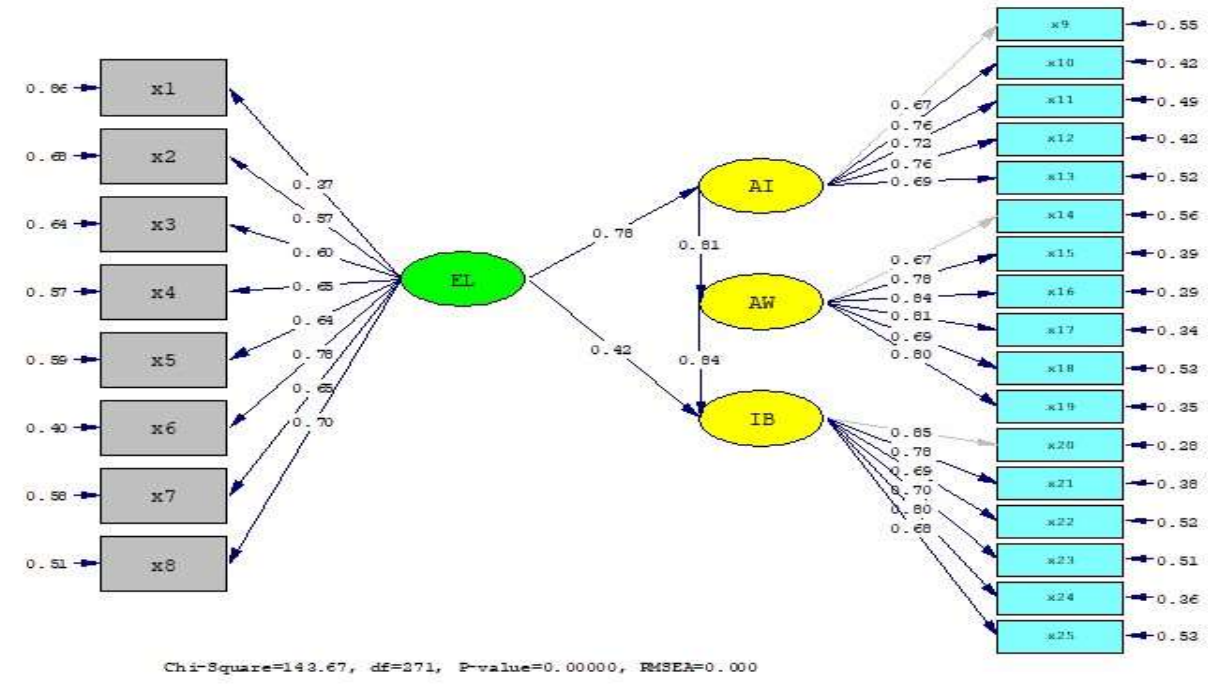 0.86
x1
0.68
x2
0.64
x3
0.57
x4
0.59
x5
0.40
x6
0.58
x7
0.51
x8
0.37
0.57
0.60
0.65
0.64
0.78
0.65
0.70
EL
0.78
0.42
AI
0.81
AW
0.84
IB
0.67
0.76
0.72
0.76
0.69
0.67
0.78
0.84
0.81
0.69
0.80
0.85
0.78
0.69
0.70
0.80
0.68
x9
0.55
x10
0.42
x11
0.49
x12
0.42
x13
0.52
x14
0.56
x15
0.39
x16
0.39
x17
0.34
x18
0.53
x19
0.35
x20
0.28
x21
0.38
x22
0.52
x23
0.51
x24
0.36
x25
0.53
Chi-Square=143.67, df=271, P-value=0.00000, RMSEA=0.000